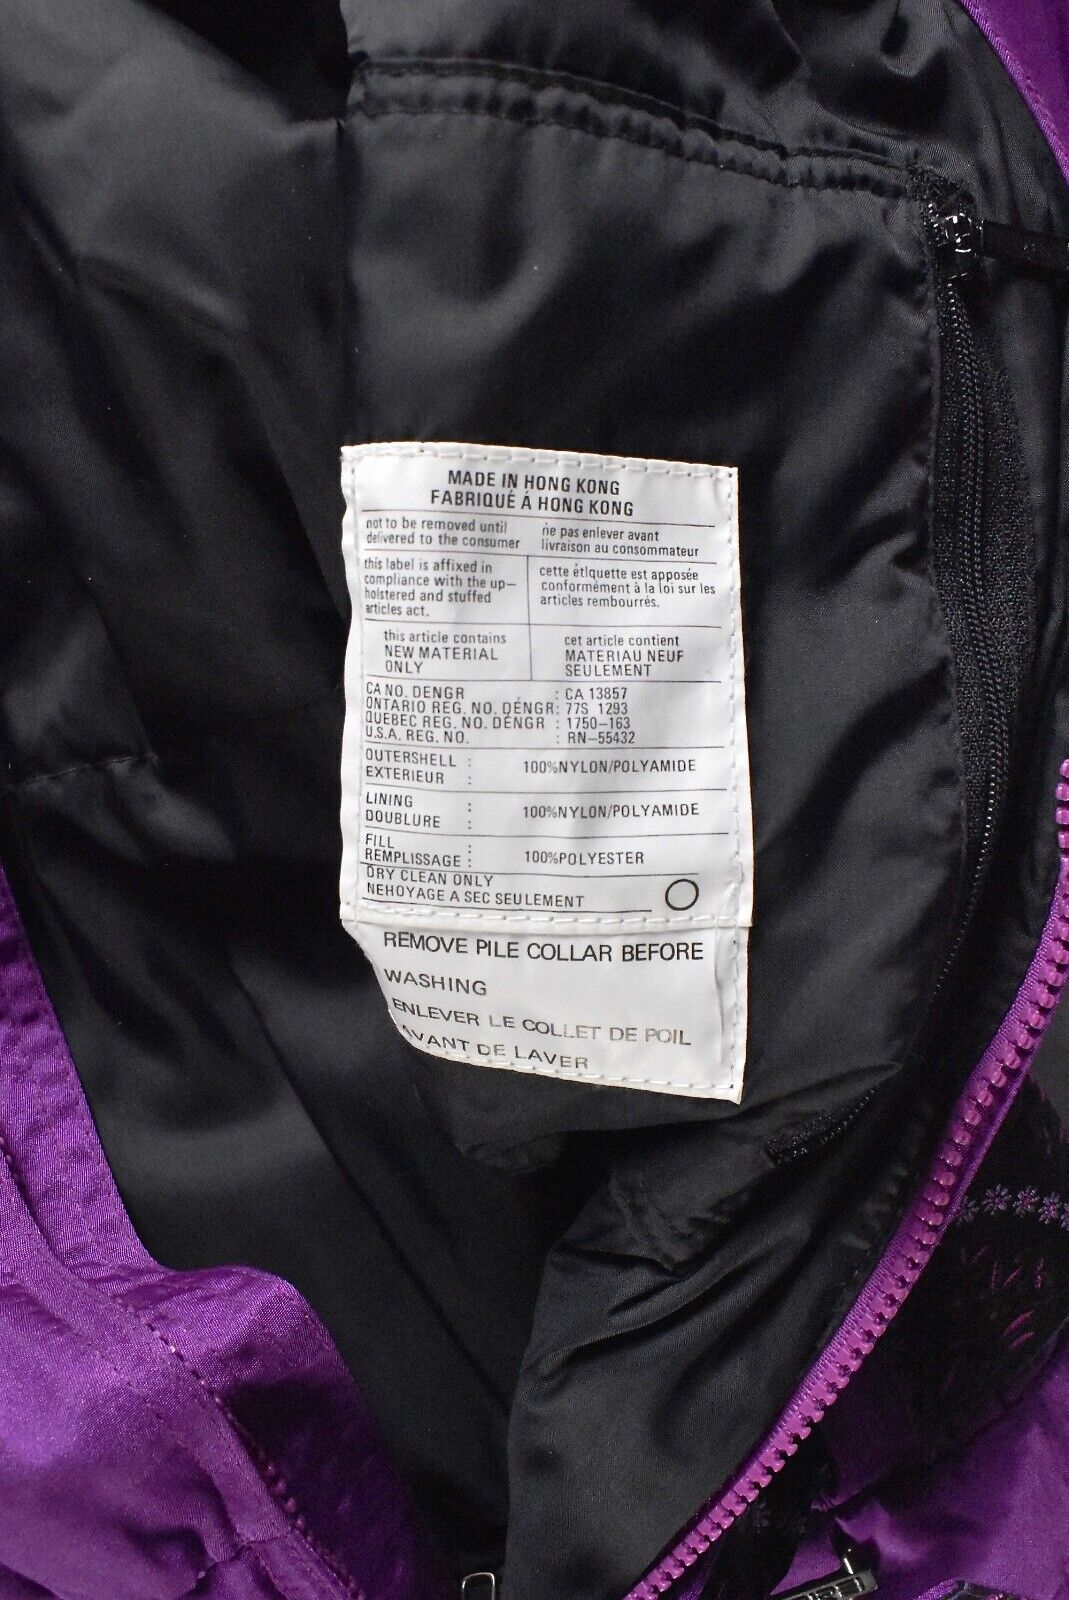 MADE IN HONG KONG
FABRIQUÉ Á HONG KONG
not to be removed until
delivered to the consumer
ne pas enlever avant
livraison au consommateur
this label is affixed in
compliance with the up-
holstered and stuffed
articles act.
cette étiquette est apposée
conformément à la loi sur les
articles rembourrés.
this article contains
NEW MATERIAL
ONLY
cet article contient
MATERIAU NEUF
SEULEMENT
CA NO. DENGR : CA 13857
ONTARIO REG. NO. DÉNGR: 77S 1293
QUEBEC REG. NO. DÉNGR : 1750-163
U.S.A. REG. NO. : RN-55432
OUTERSHELL :
EXTERIEUR :
100%NYLON/POLYAMIDE
LINING :
DOUBLURE :
100%NYLON/POLYAMIDE
FILL
REMPLISSAGE :
100%POLYESTER
DRY CLEAN ONLY
NEHOYAGE A SEC SEULEMENT
REMOVE PILE COLLAR BEFORE
WASHING
ENLEVER LE COLLET DE POIL
AVANT DE LAVER